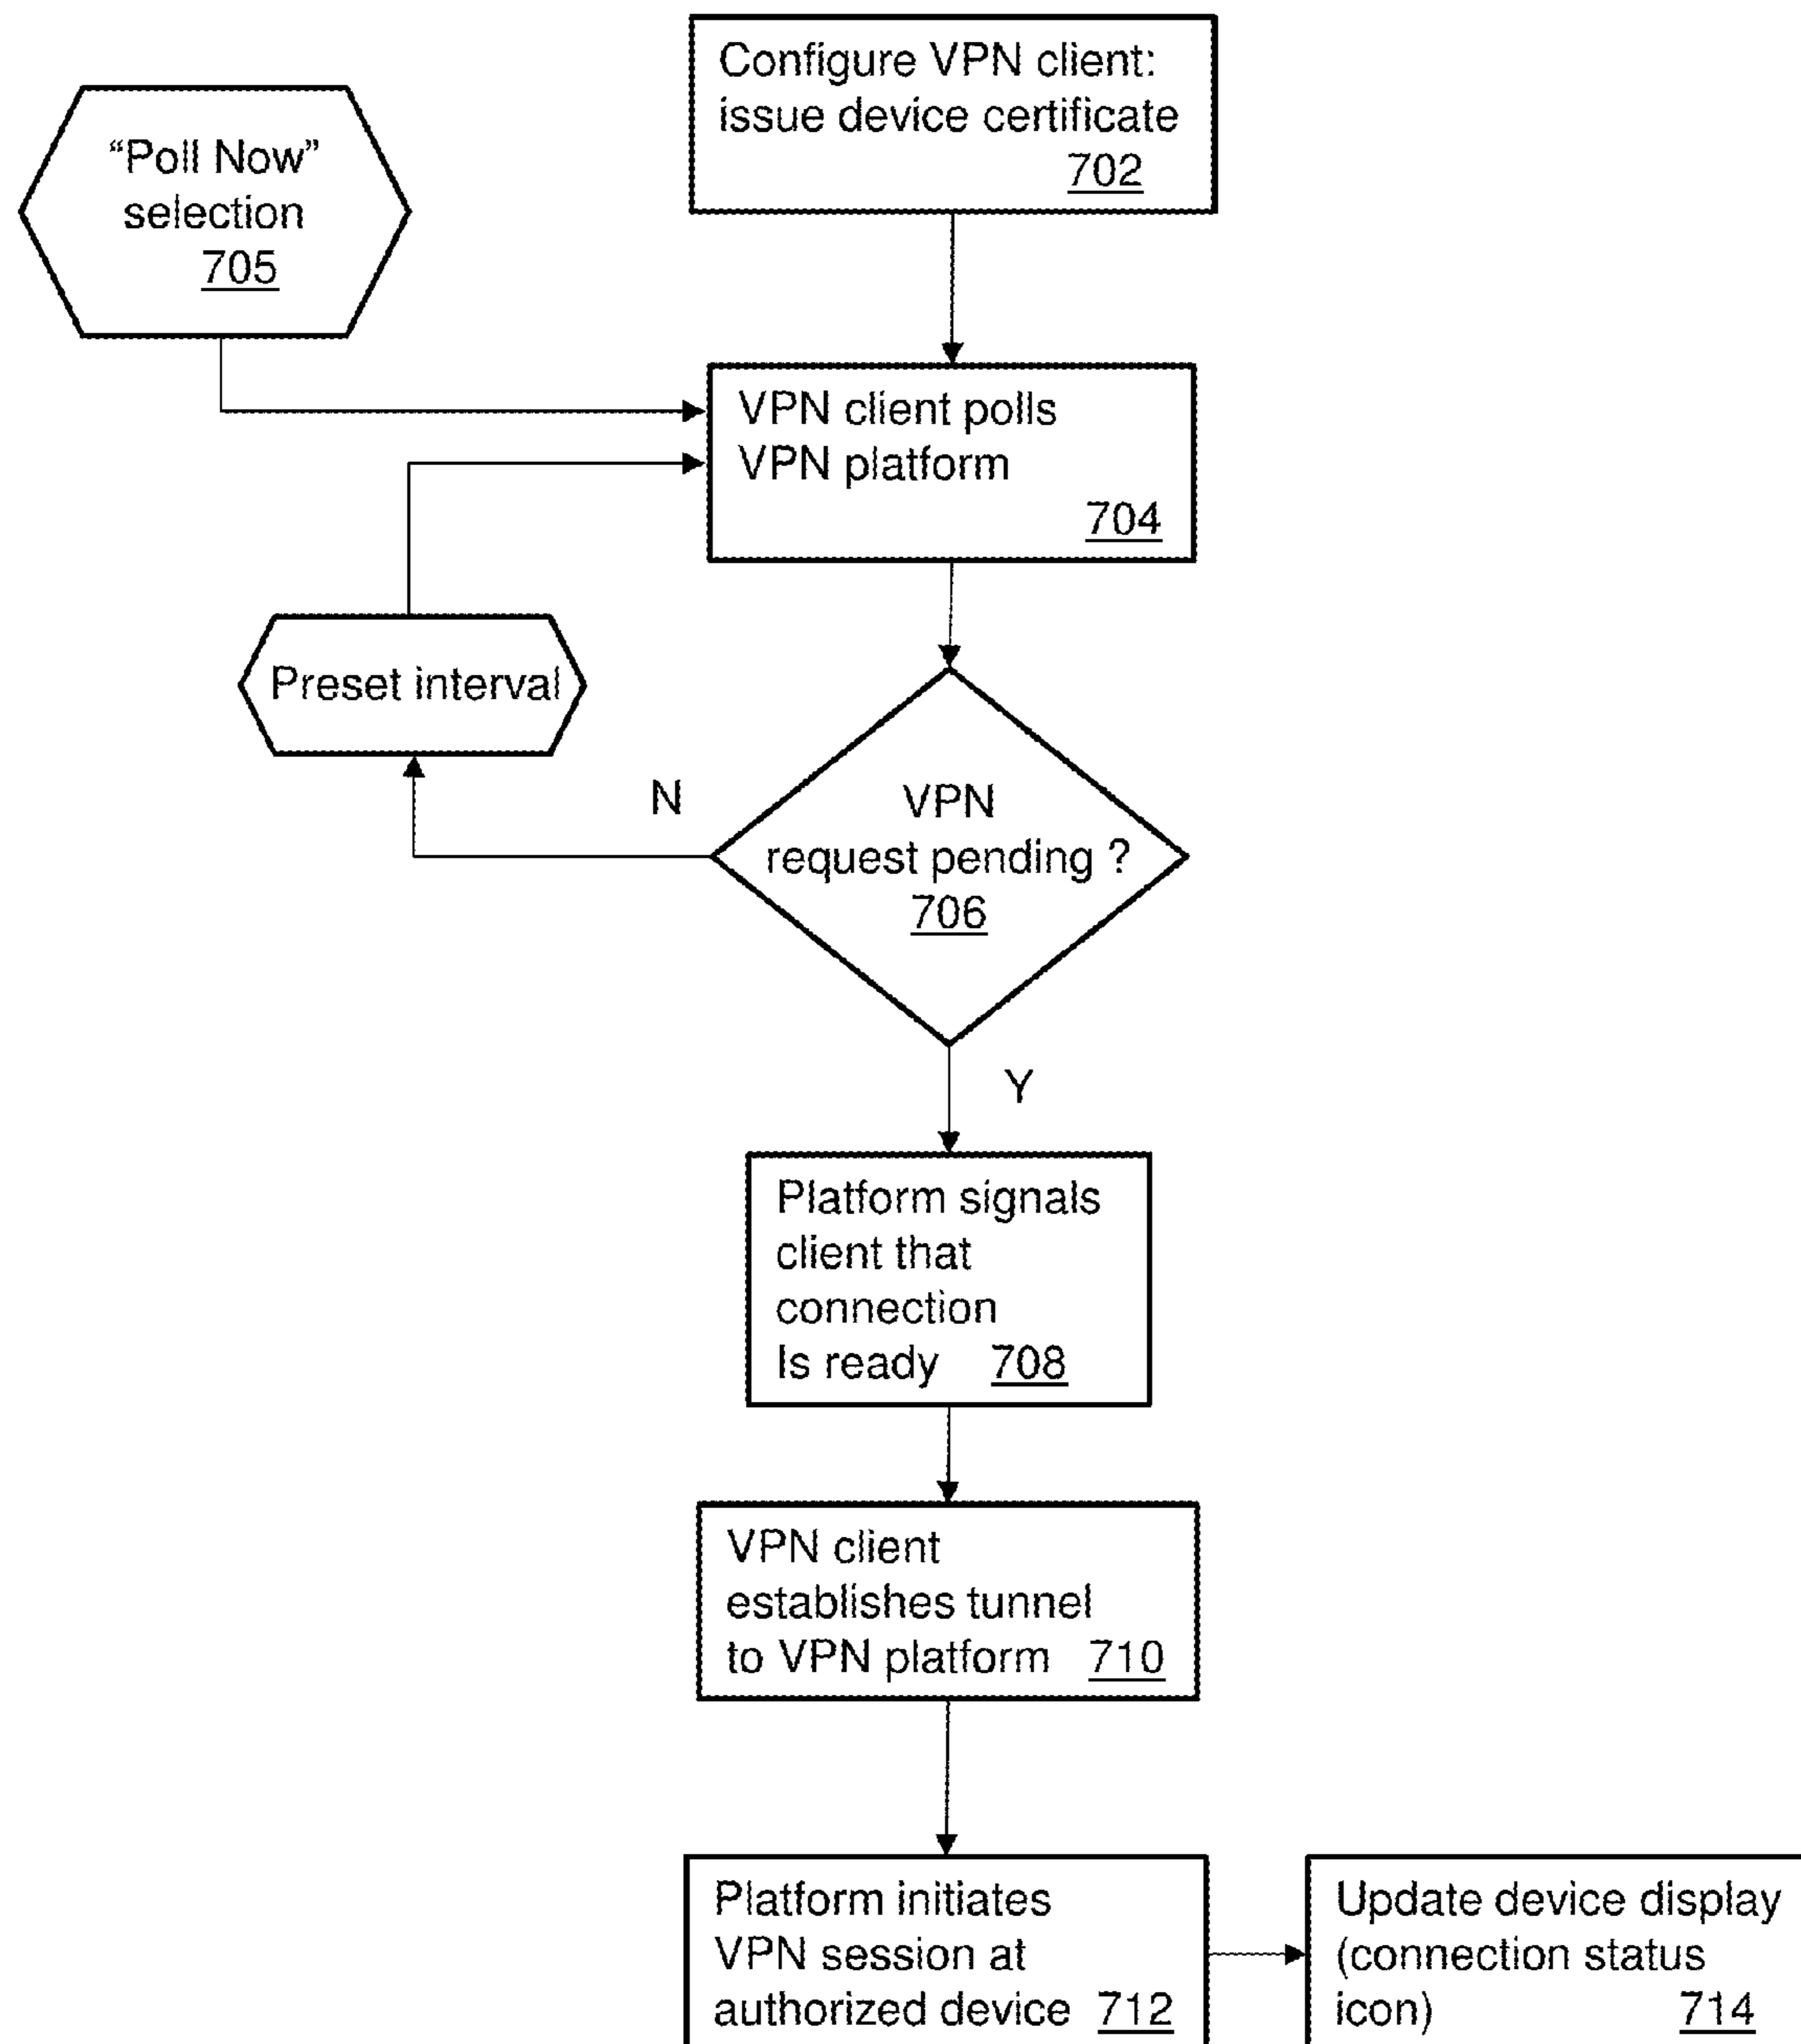 Configure VPN client:
issue device certificate
702
“Poll Now”
selection
705
VPN client polls
VPN platform
704
Preset interval
N
VPN
request pending ?
706
Y
Platform signals
client that
connection
Is ready 708
VPN client
establishes tunnel
to VPN platform 710
Platform initiates
VPN session at
authorized device 712
Update device display
(connection status
icon) 714